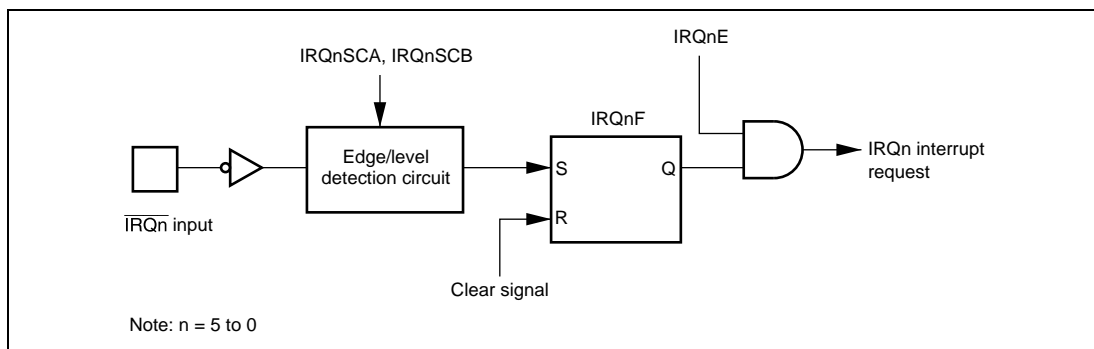 IRQnE
IRQnSCA, IRQnSCB
IRQnF
Edge/level
detection circuit
S
Q
IRQn interrupt
request
R
IRQn input
Clear signal
Note: n = 5 to 0